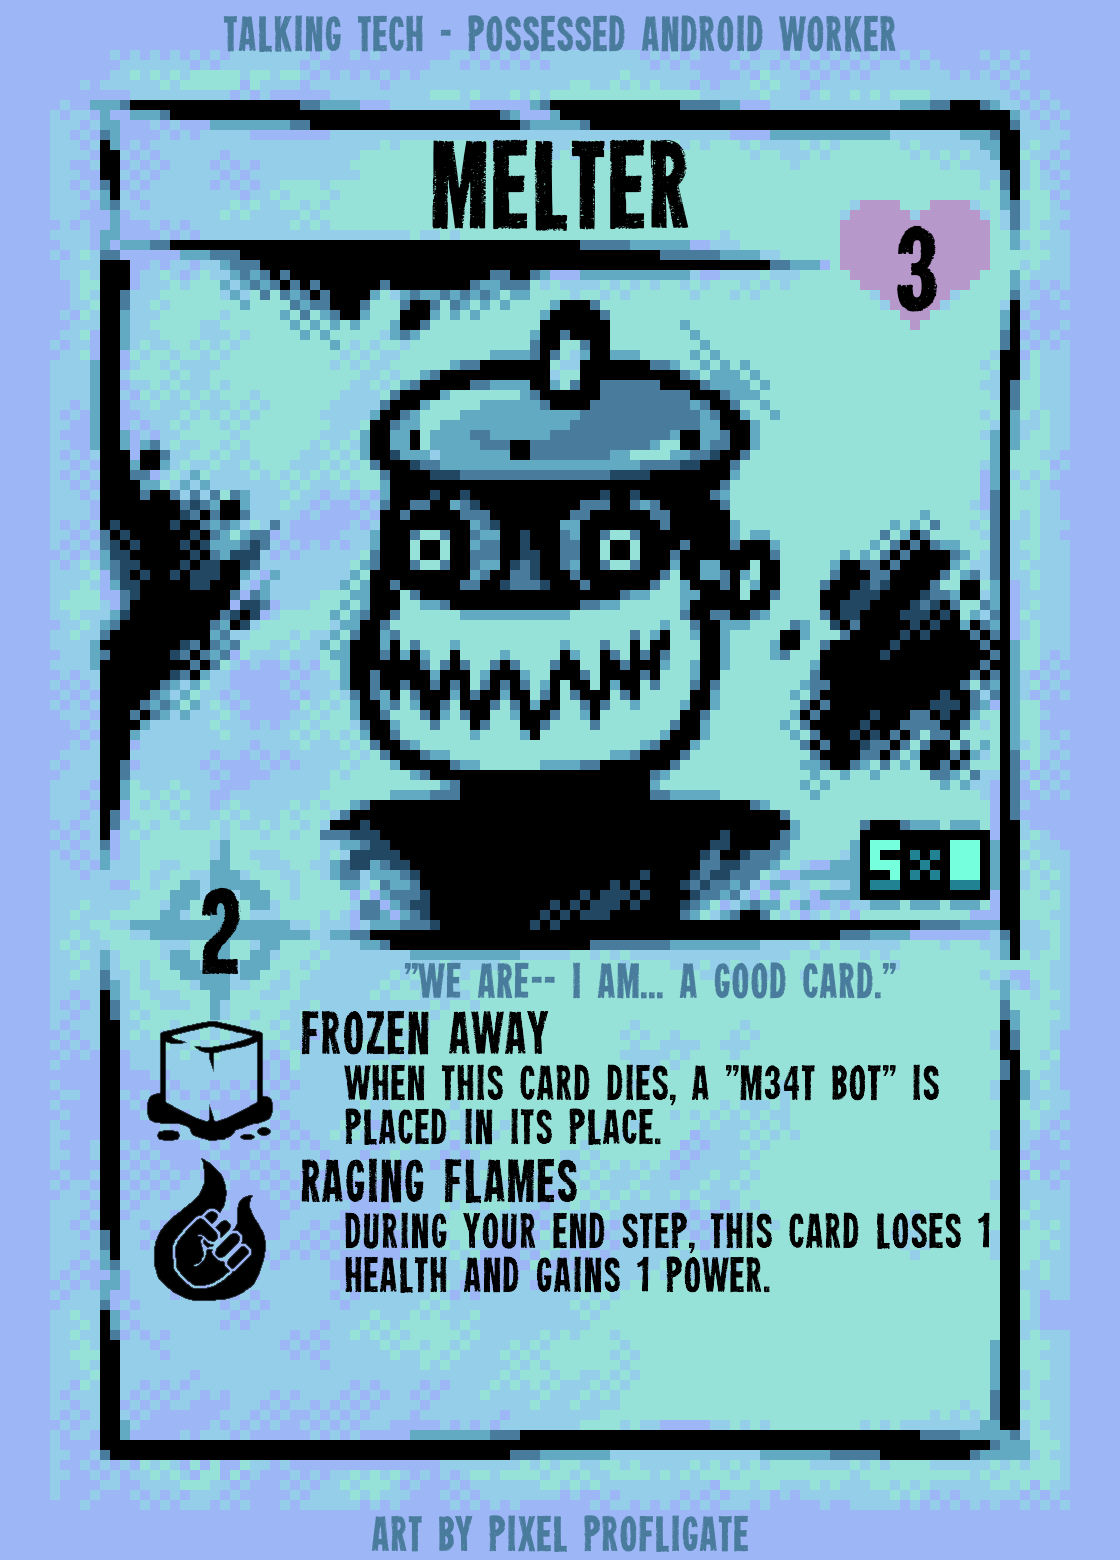 TALKING TECH - POSSESSED ANDROID WORKER
MELTER
3
5×
2
"WE ARE-- I AM... A GOOD CARD."
FROZEN AWAY
WHEN THIS CARD DIES, A "M34T BOT" IS
PLACED IN ITS PLACE.
RAGING FLAMES
DURING YOUR END STEP, THIS CARD LOSES 1
HEALTH AND GAINS 1 POWER.
ART BY PIXEL PROFLIGATE